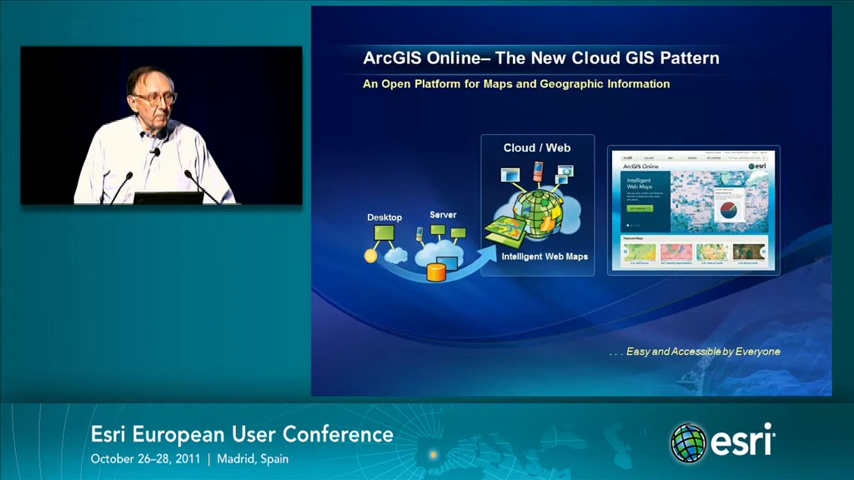 ArcGIS Online– The New Cloud GIS Pattern
An Open Platform for Maps and Geographic Information
Cloud / Web
Desktop
Server
Intelligent Web Maps
ArcGIS Online
esri
Intelligent
Web Maps
Featured Maps
. . . Easy and Accessible by Everyone
Esri European User Conference
October 26–28, 2011 | Madrid, Spain
esri